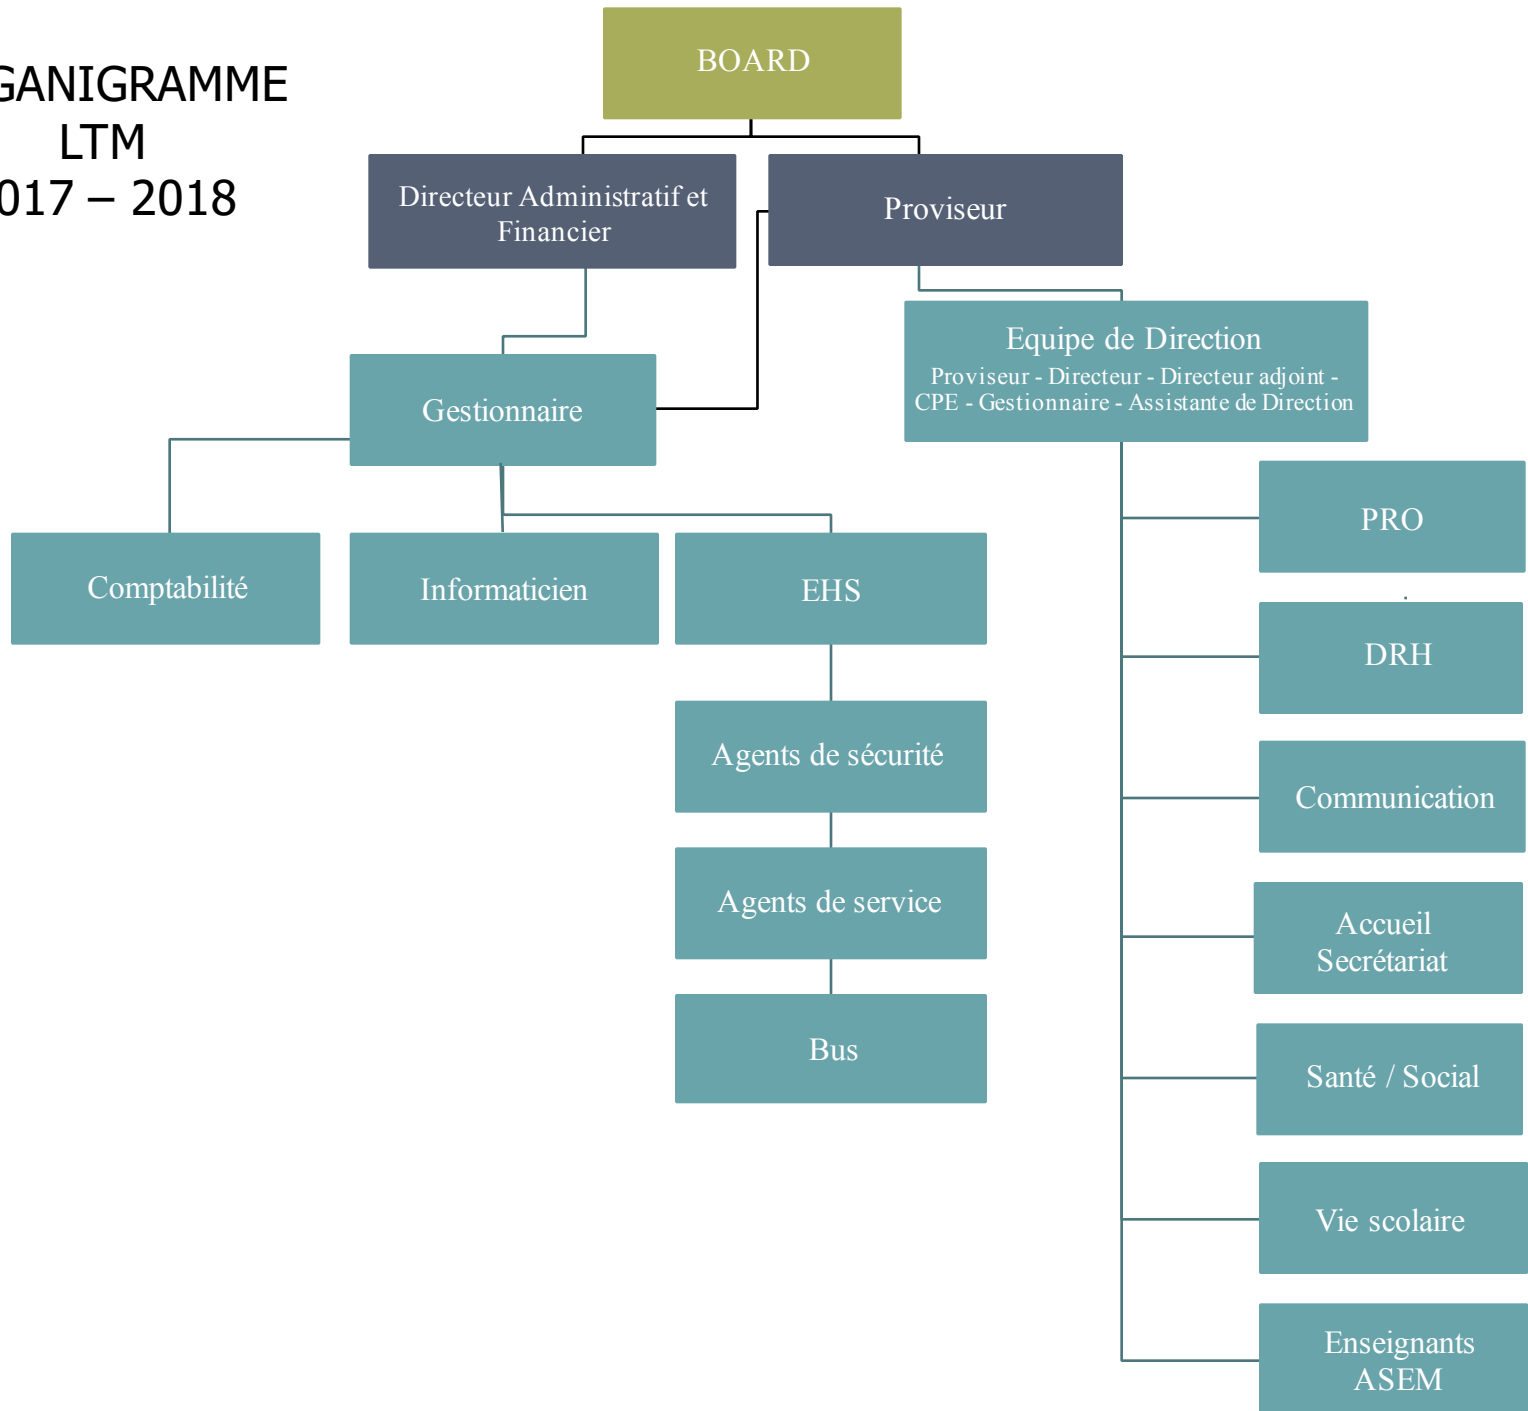 GANIGRAMME
LTM
017 – 2018
BOARD
Directeur Administratif et
Financier
Proviseur
Equipe de Direction
Proviseur - Directeur - Directeur adjoint -
CPE - Gestionnaire - Assistante de Direction
Gestionnaire
PRO
Comptabilité
Informaticien
EHS
DRH
Agents de sécurité
Communication
Agents de service
Accueil
Secrétariat
Bus
Santé / Social
Vie scolaire
Enseignants
ASEM